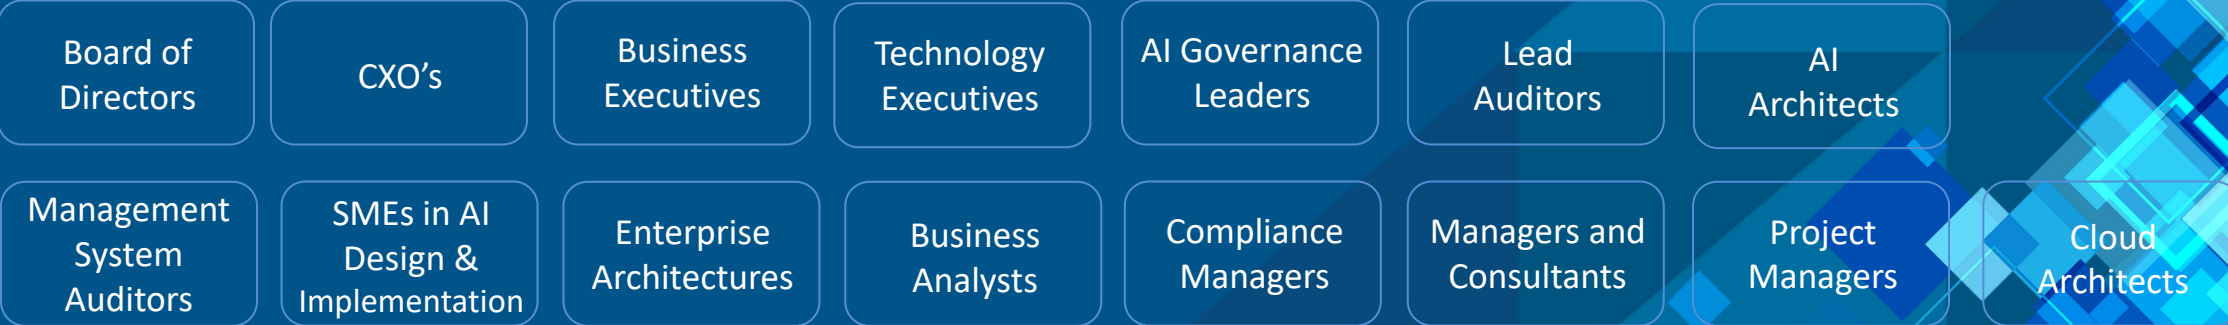 Board of
Directors
CXO’s
Business
Executives
Technology
Executives
AI Governance
Leaders
Lead
Auditors
AI
Architects
Management
System
Auditors
SMEs in AI
Design &
Implementation
Enterprise
Architectures
Business
Analysts
Compliance
Managers
Managers and
Consultants
Project
Managers
Cloud
Architects